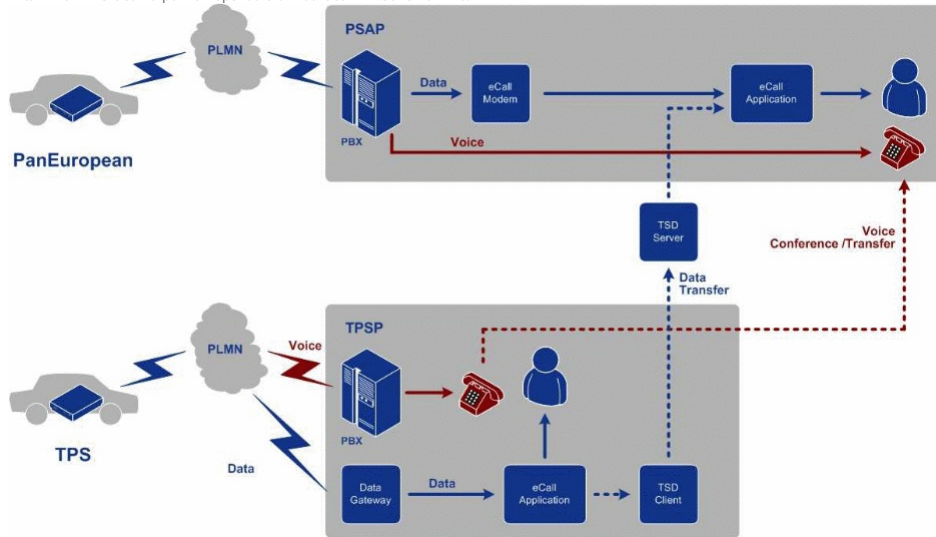 PLMN
PSAP
Data
eCall
Modem
eCall
Application
PBX
Voice
PanEuropean
TSD
Server
Voice
Conference /Transfer
Data
Transfer
TPSP
PLMN
Voice
PBX
TPS
Data
Data
Gateway
Data
eCall
Application
TSD
Client